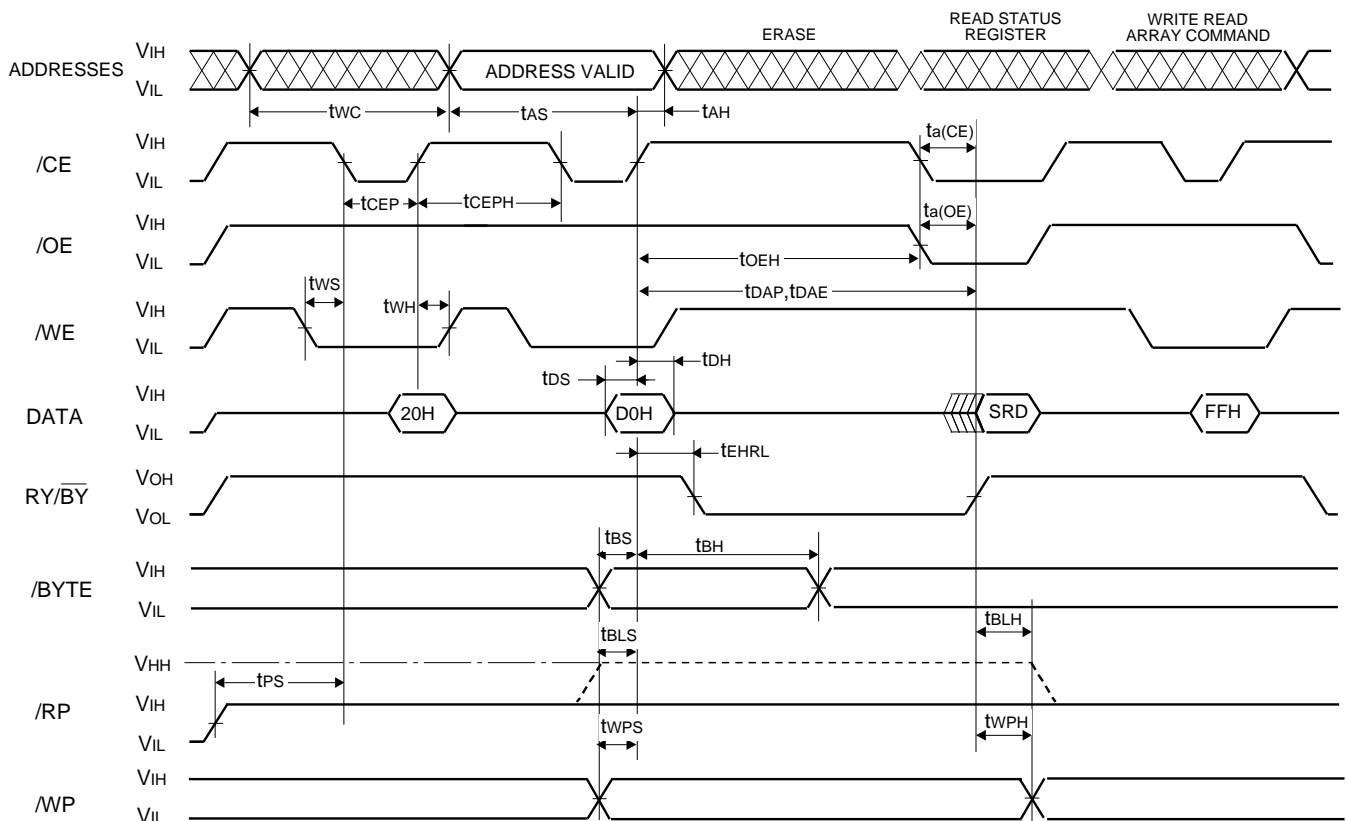 READ STATUS
REGISTER
WRITE READ
ARRAY COMMAND
ERASE
ADDRESSES
VIH
VIL
ADDRESS VALID
tWC
tAS
tAH
/CE
VIH
VIL
ta(CE)
tCEP
tCEPH
/OE
VIH
VIL
ta(OE)
tOEH
/WE
VIH
VIL
tWS
tWH
tDAP,tDAE
DATA
VIH
VIL
tDS
tDH
20H
D0H
SRD
FFH
RY/BY
VOH
VOL
tEHRL
/BYTE
VIH
VIL
tBS
tBH
/RP
VHH
VIH
VIL
tPS
tBLS
tBLH
tWPS
tWPH
/WP
VIH
VIL